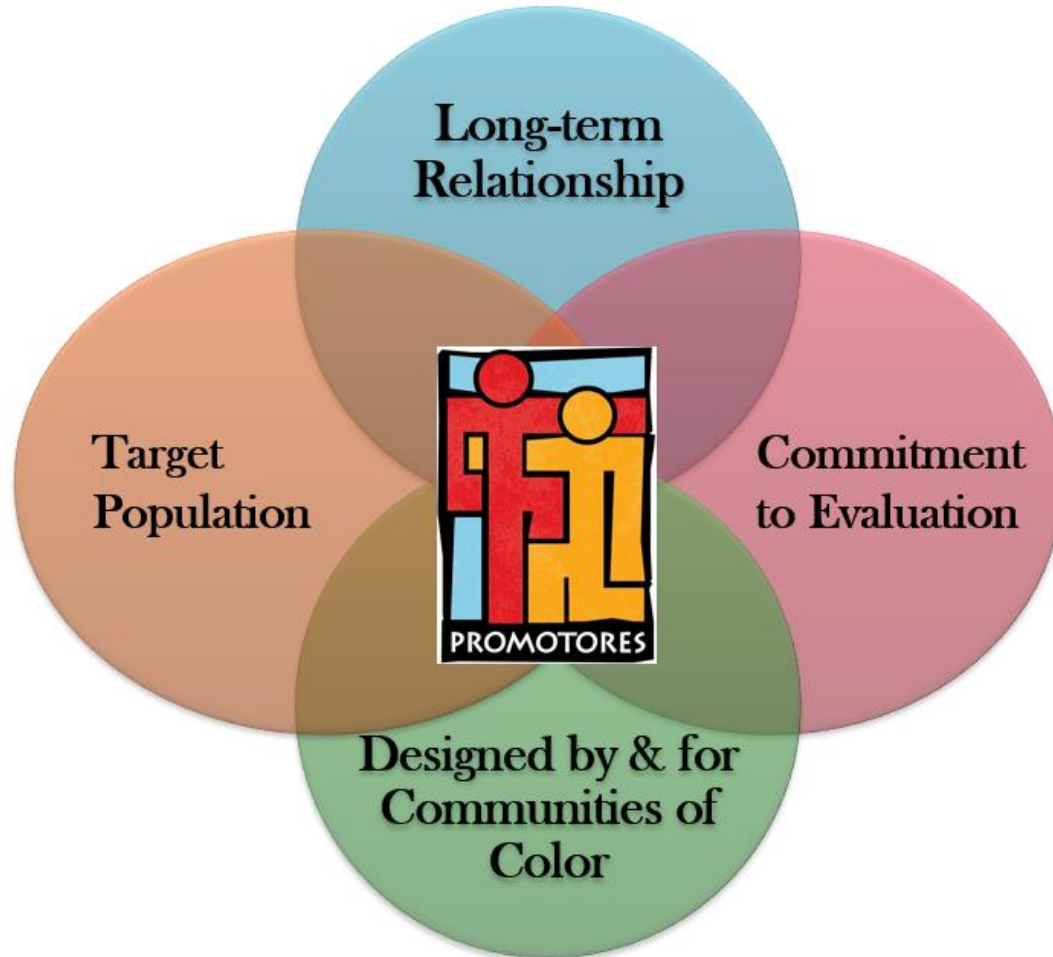 Long-term
Relationship
Target
Population
Commitment
to Evaluation
PROMOTORES
Designed by & for
Communities of
Color